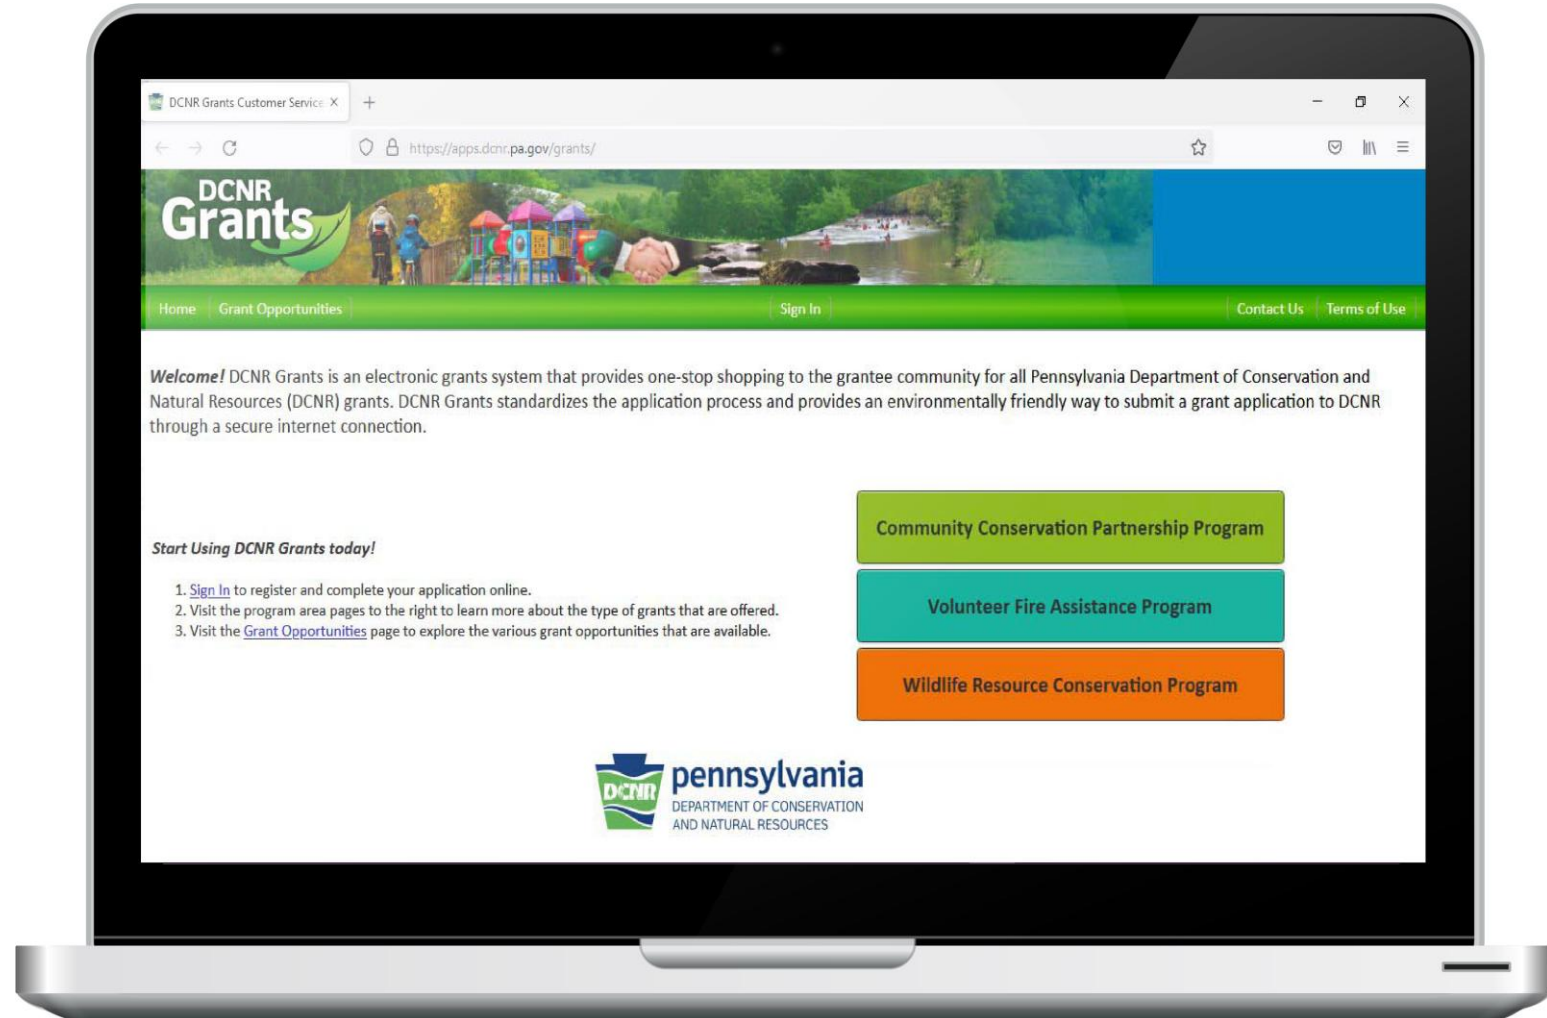 DCNR Grants Customer Service
https://apps.dcnr.pa.gov/grants/
DCNR
Grants
Home Grant Opportunities Sign In Contact Us Terms of Use
Welcome! DCNR Grants is an electronic grants system that provides one-stop shopping to the grantee community for all Pennsylvania Department of Conservation and
Natural Resources (DCNR) grants. DCNR Grants standardizes the application process and provides an environmentally friendly way to submit a grant application to DCNR
through a secure internet connection.
Start Using DCNR Grants today!
1. Sign In to register and complete your application online.
2. Visit the program area pages to the right to learn more about the type of grants that are offered.
3. Visit the Grant Opportunities page to explore the various grant opportunities that are available.
Community Conservation Partnership Program
Volunteer Fire Assistance Program
Wildlife Resource Conservation Program
DCNR
pennsylvania
DEPARTMENT OF CONSERVATION
AND NATURAL RESOURCES